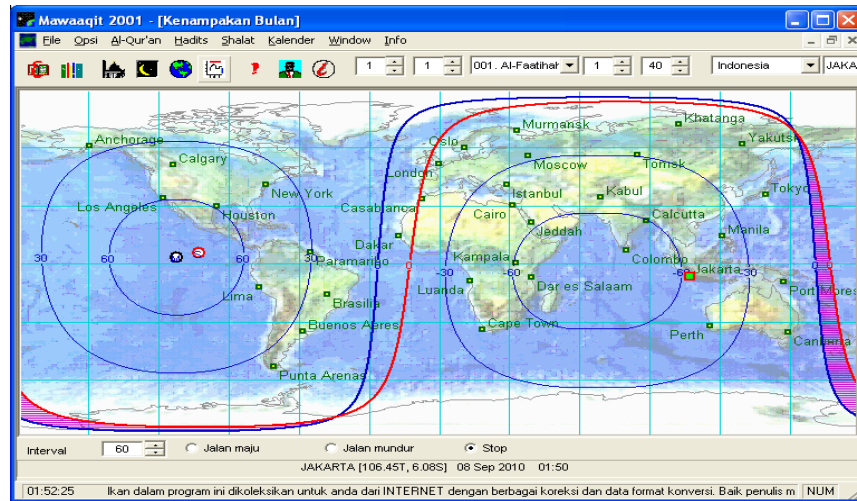 Mawaaqit 2001 - [Kenampakan Bulan]
File Opsi Al-Qur'an Hadits Shalat Kalender Window Info
1 1 001. Al-Faatihah 1 40 Indonesia JAKA
Murmansk Khatanga
Anchorage Oslo Yakutsk
Calgary Moscow Tomsk
London
New York Istanbul Kabul Tokyo
Los Angeles Houston Casablanca Cairo Calcutta
Dakar Jeddah Manila
30 60 60 Paramaribo 30 0 -30 Kampala -60 Colombo -60 Jakarta -30 0
Lima Luanda Dar es Salaam Port Mores
Brasilia
Buenos Aeres Cape Town Perth Canberra
Punta Arenas
Interval 60 Jalan maju Jalan mundur Stop
JAKARTA [106.45T, 6.08S] 08 Sep 2010 01:50
01:52:25 Ikan dalam program ini dikoleksikan untuk anda dari INTERNET dengan berbagai koreksi dan data format konversi. Baik penulis m NUM